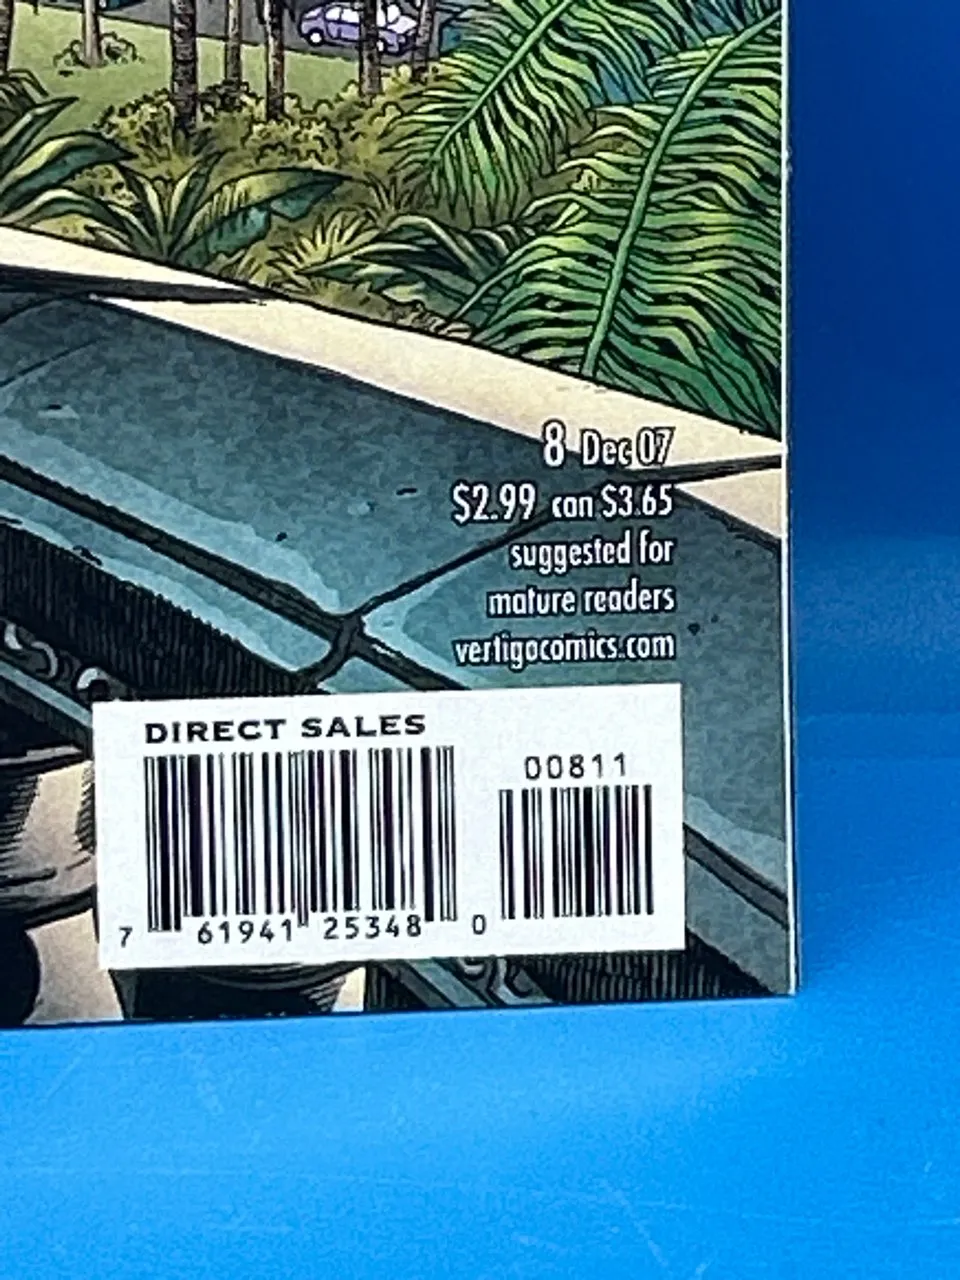 8 Dec 07
$2.99 can $3.65
suggested for
mature readers
vertigocomics.com
DIRECT SALES
00811
7 61941 25348 0